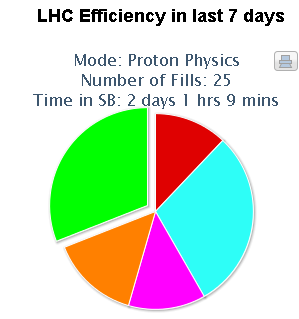 LHC Efficiency in last 7 days
Mode: Proton Physics
Number of Fills: 25
Time in SB: 2 days 1 hrs 9 mins